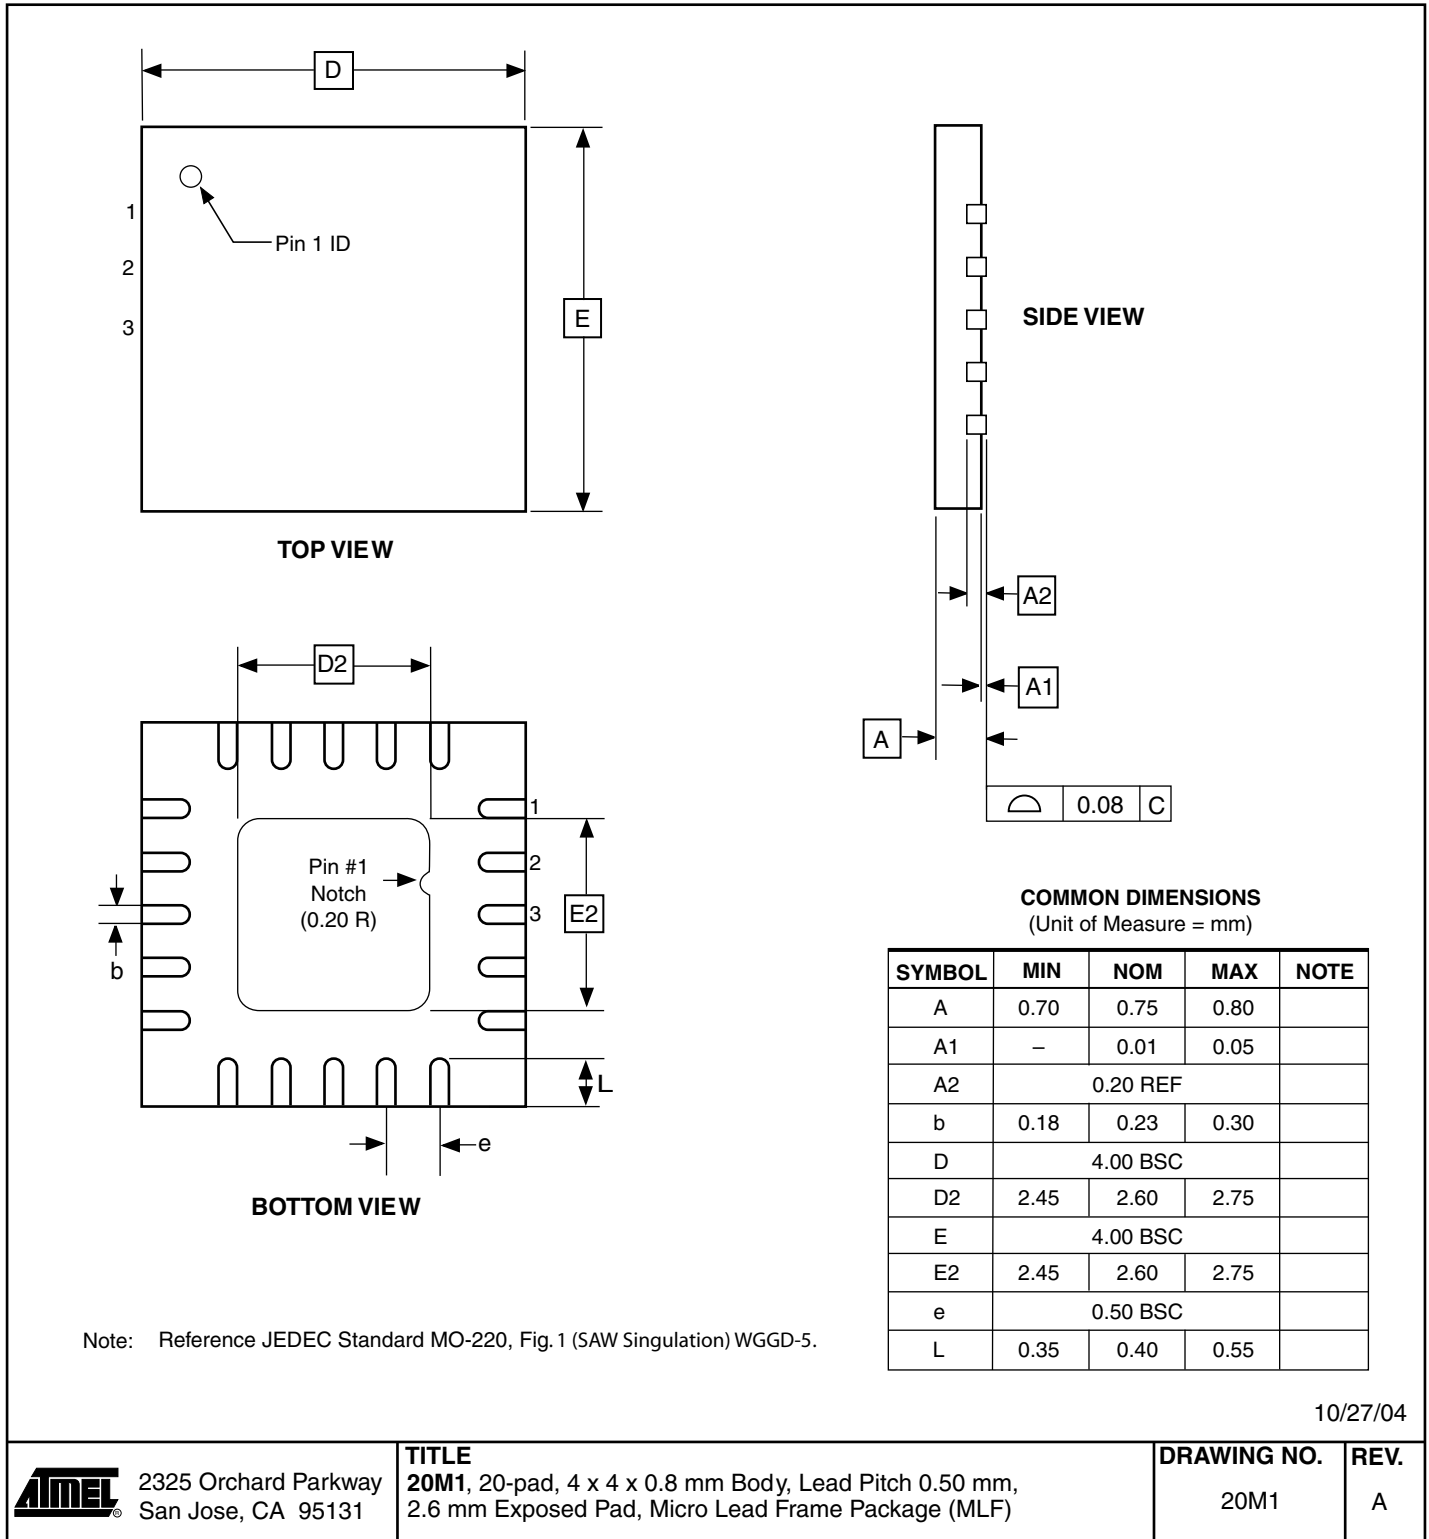 D
1
2
3
Pin 1 ID
E
TOP VIEW
SIDE VIEW
A2
A1
A
0.08 C
D2
1
2
3
Pin #1
Notch
(0.20 R)
E2
b
L
e
BOTTOM VIEW
COMMON DIMENSIONS
(Unit of Measure = mm)
SYMBOL MIN NOM MAX NOTE
A 0.70 0.75 0.80
A1 – 0.01 0.05
A2 0.20 REF
b 0.18 0.23 0.30
D 4.00 BSC
D2 2.45 2.60 2.75
E 4.00 BSC
E2 2.45 2.60 2.75
e 0.50 BSC
L 0.35 0.40 0.55
Note: Reference JEDEC Standard MO-220, Fig. 1 (SAW Singulation) WGGD-5.
10/27/04
ATMEL ®
2325 Orchard Parkway
San Jose, CA 95131
TITLE
20M1, 20-pad, 4 x 4 x 0.8 mm Body, Lead Pitch 0.50 mm,
2.6 mm Exposed Pad, Micro Lead Frame Package (MLF)
DRAWING NO.
20M1
REV.
A